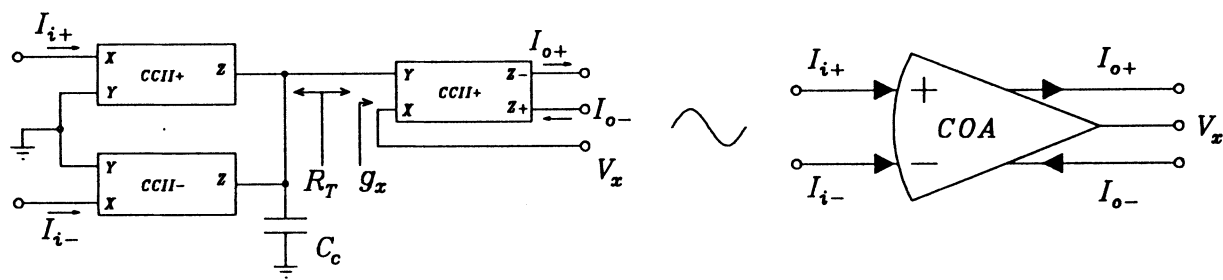 I_{i+}
X
CCII+
Z
Y
Y
CCII-
Z
X
I_{i-}
C_c
R_T
g_x
Y
CCII+
X
Z-
Z+
I_{o+}
I_{o-}
V_x
I_{i+}
+
COA
−
I_{i-}
I_{o+}
V_x
I_{o-}